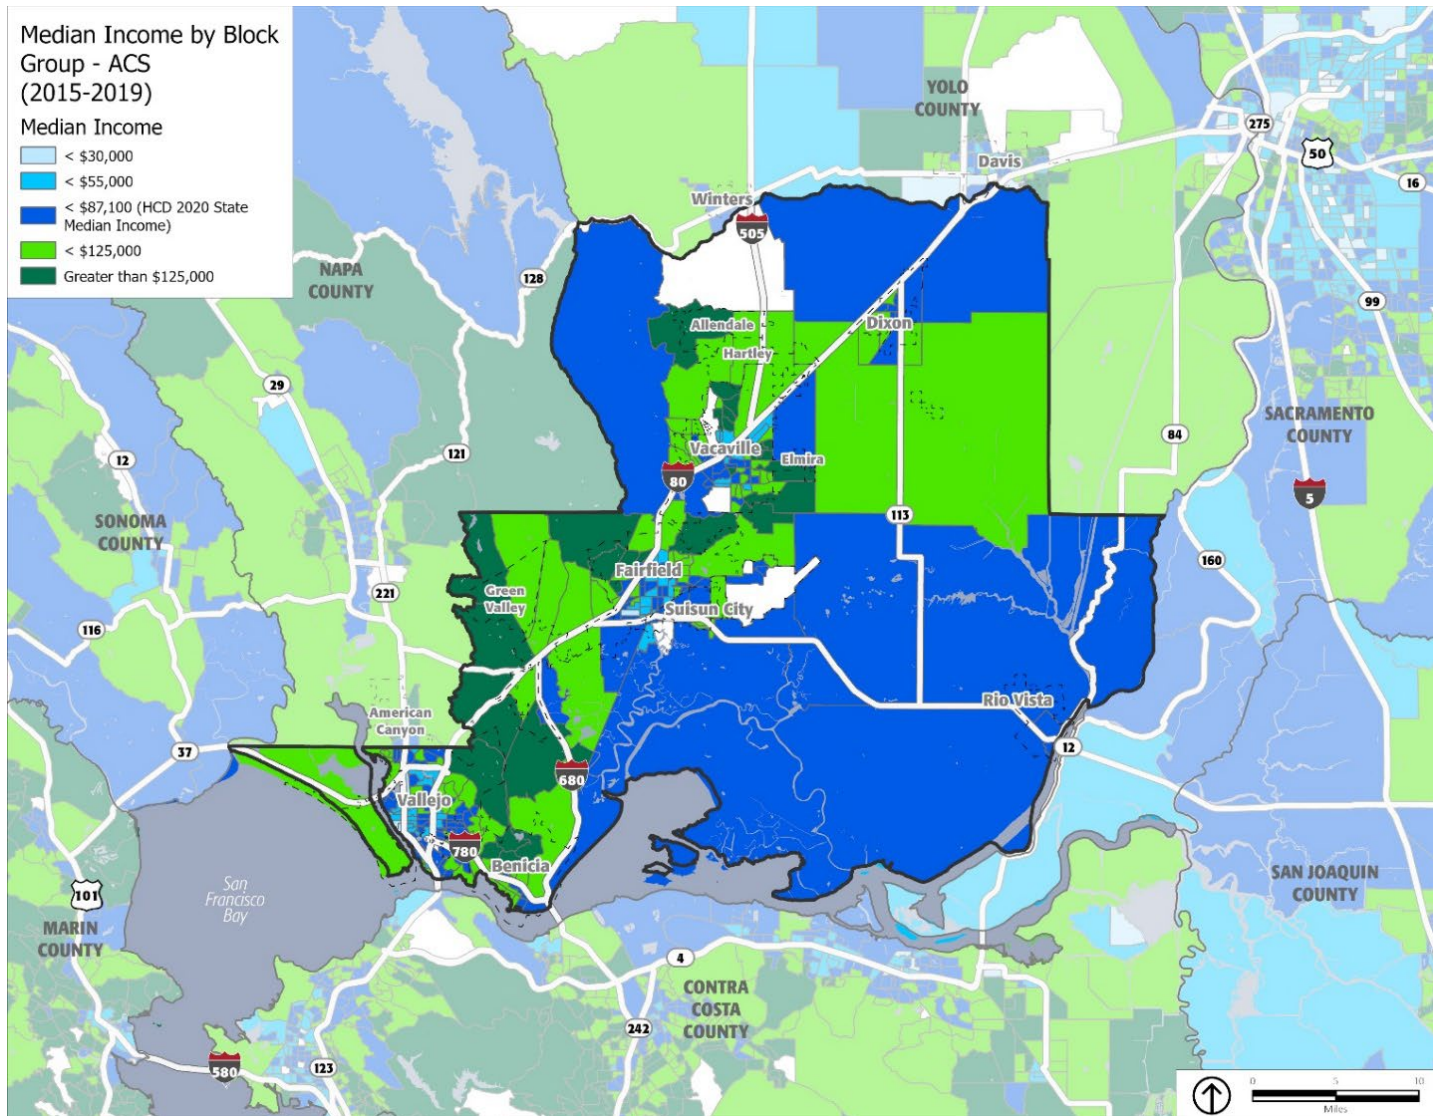 Median Income by Block
Group - ACS
(2015-2019)
Median Income
< $30,000
< $55,000
< $87,100 (HCD 2020 State
Median Income)
< $125,000
Greater than $125,000
YOLO
COUNTY
275
50
Davis
16
Winters
505
NAPA
COUNTY
128
99
Allendale
Dixon
Hartley
29
SACRAMENTO
COUNTY
84
12
121
Vacaville
Elmira
80
5
SONOMA
COUNTY
113
160
Fairfield
221
Green
Valley
Suisun City
116
Rio Vista
American
Canyon
37
12
680
Vallejo
780
Benicia
101
San
Francisco
Bay
SAN JOAQUIN
COUNTY
MARIN
COUNTY
4
CONTRA
COSTA
COUNTY
242
580
123
0 5 10
Miles